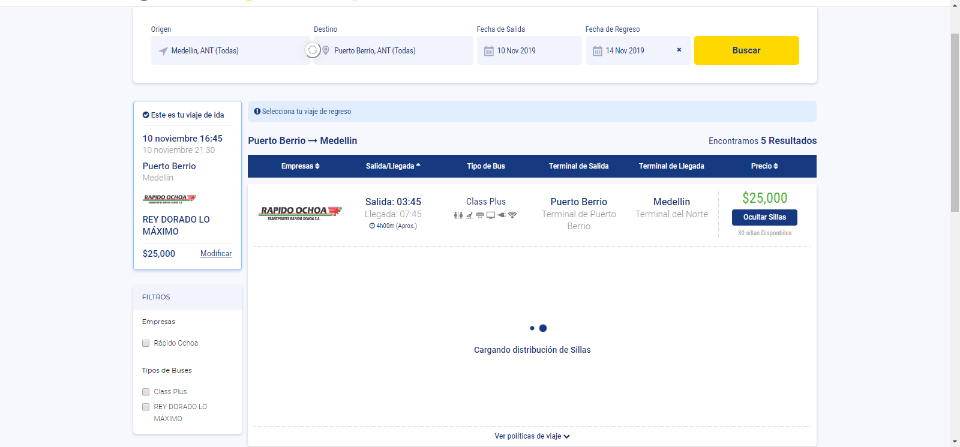 Origen
Destino
Fecha de Salida
Fecha de Regreso
Medellin, ANT (Todas)
Puerto Berrio, ANT (Todas)
10 Nov 2019
14 Nov 2019
×
Buscar
Este es tu viaje de ida
10 noviembre 16:45
10 noviembre 21:30
Puerto Berrio
Medellin
RAPIDO OCHOA
REY DORADO LO
MÁXIMO
$25,000
Modificar
FILTROS
Empresas
Rápido Ochoa
Tipos de Buses
Class Plus
REY DORADO LO
MÁXIMO
Selecciona tu viaje de regreso
Puerto Berrio → Medellin
Encontramos 5 Resultados
Empresas
Salida/Llegada
Tipo de Bus
Terminal de Salida
Terminal de Llegada
Precio
RAPIDO OCHOA
Salida: 03:45
Llegada: 07:45
4h00m (Aprox.)
Class Plus
Puerto Berrio
Terminal de Puerto
Berrio
Medellin
Terminal del Norte
$25,000
Ocultar Sillas
sillas Disponibles
Cargando distribución de Sillas
Ver políticas de viaje